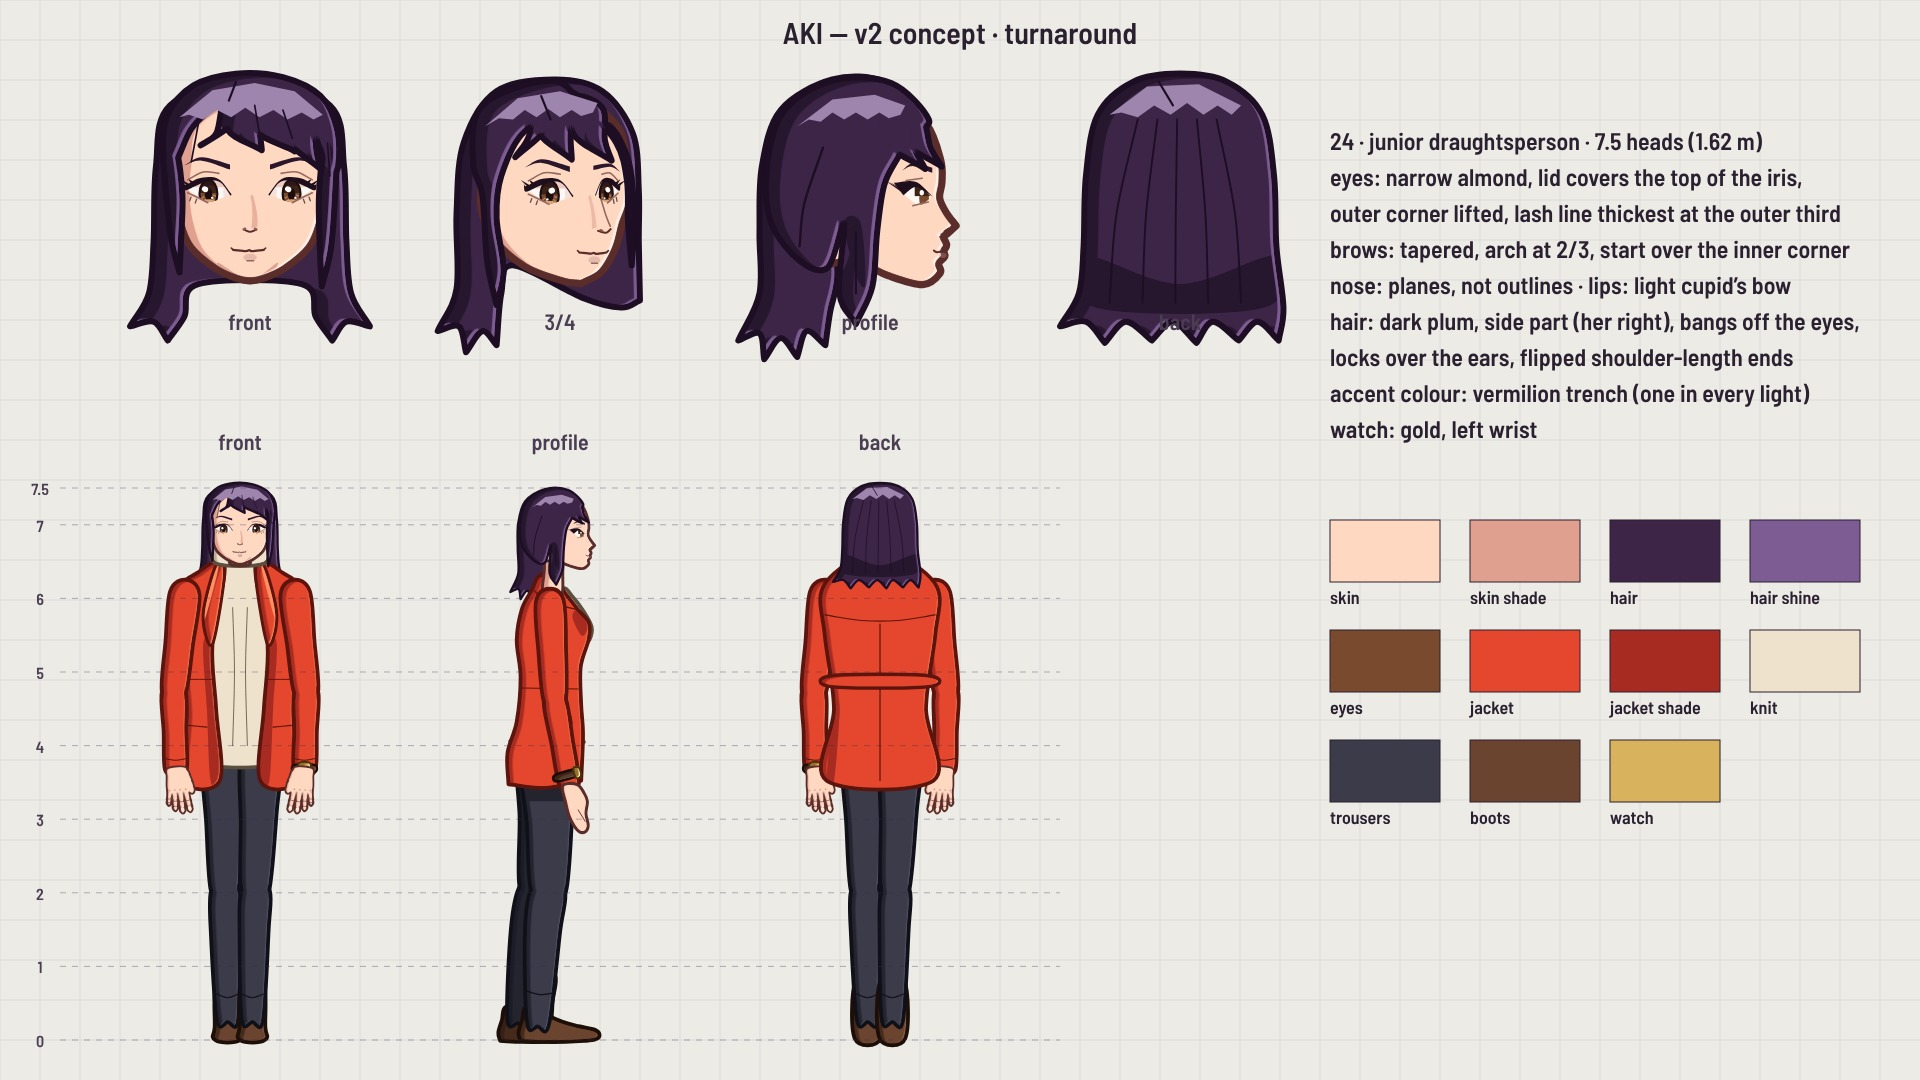 AKI — v2 concept · turnaround
front
3/4
profile
back
24 · junior draughtsperson · 7.5 heads (1.62 m)
eyes: narrow almond, lid covers the top of the iris,
outer corner lifted, lash line thickest at the outer third
brows: tapered, arch at 2/3, start over the inner corner
nose: planes, not outlines · lips: light cupid’s bow
hair: dark plum, side part (her right), bangs off the eyes,
locks over the ears, flipped shoulder-length ends
accent colour: vermilion trench (one in every light)
watch: gold, left wrist
front
profile
back
7.5
7
6
5
4
3
2
1
0
skin
skin shade
hair
hair shine
eyes
jacket
jacket shade
knit
trousers
boots
watch